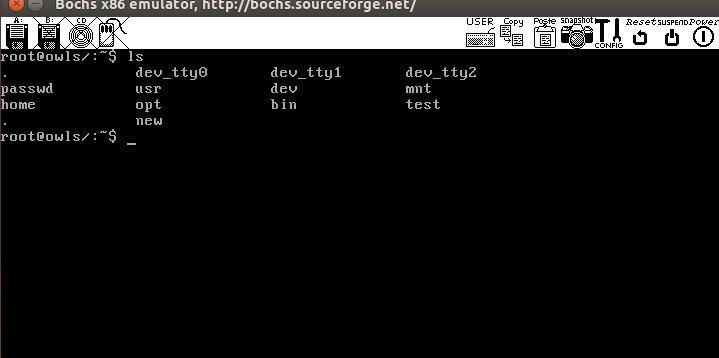 Bochs x86 emulator, http://bochs.sourceforge.net/
A: B: CD USER Copy Paste Snapshot CONFIG Reset SUSPEND Power
root@owls/:~$ ls
. dev_tty0 dev_tty1 dev_tty2
passwd usr dev mnt
home opt bin test
. new
root@owls/:~$ _